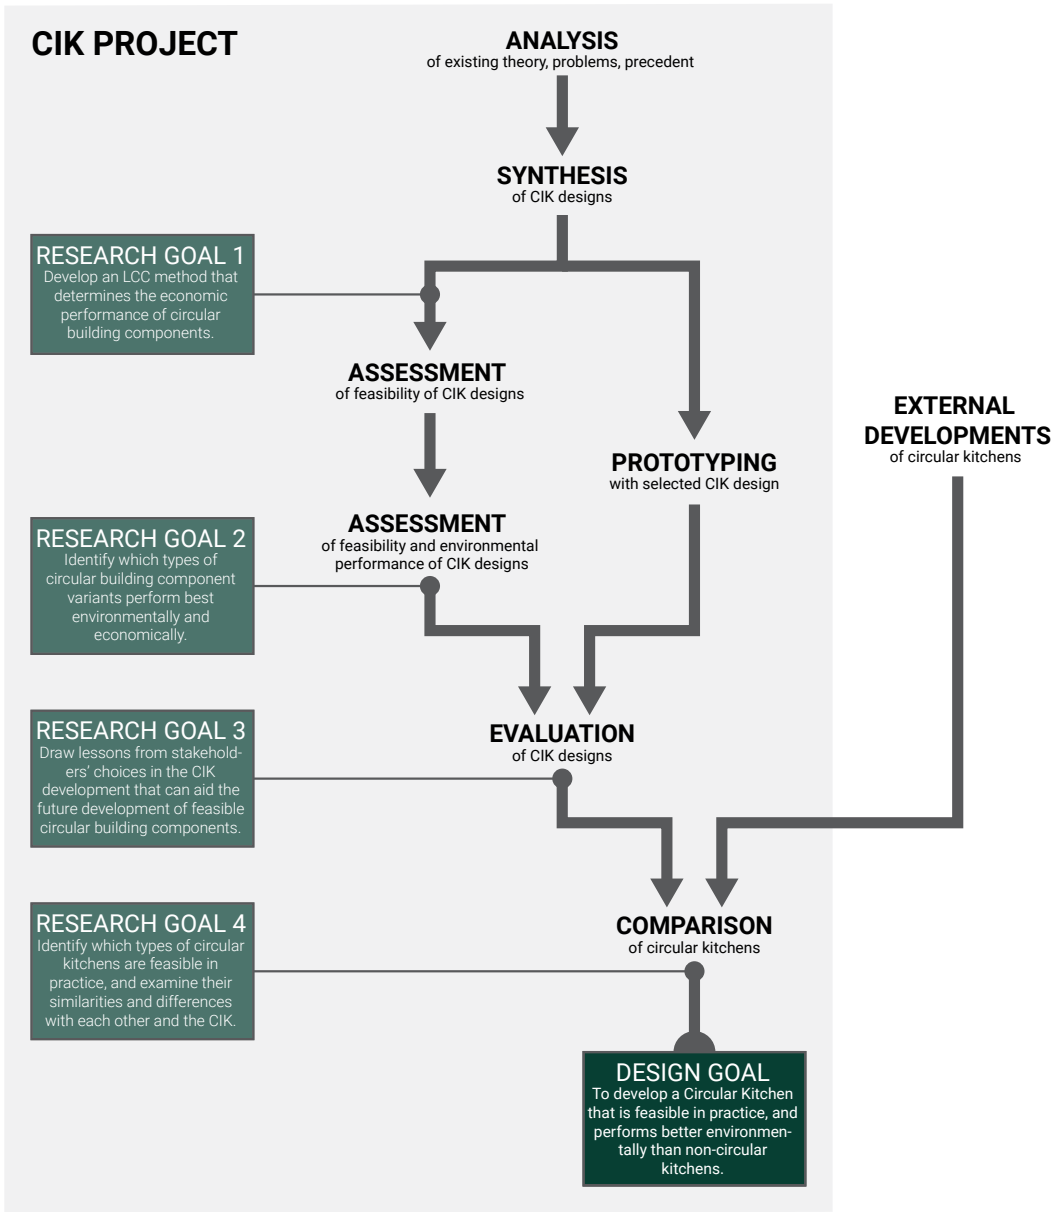 CIK PROJECT
ANALYSIS
of existing theory, problems, precedent
SYNTHESIS
of CIK designs
RESEARCH GOAL 1
Develop an LCC method that
determines the economic
performance of circular
building components.
ASSESSMENT
of feasibility of CIK designs
EXTERNAL
DEVELOPMENTS
of circular kitchens
PROTOTYPING
with selected CIK design
ASSESSMENT
of feasibility and environmental
performance of CIK designs
RESEARCH GOAL 2
Identify which types of
circular building component
variants perform best
environmentally and
economically.
EVALUATION
of CIK designs
RESEARCH GOAL 3
Draw lessons from stakehold-
ers’ choices in the CIK
development that can aid the
future development of feasible
circular building components.
COMPARISON
of circular kitchens
RESEARCH GOAL 4
Identify which types of circular
kitchens are feasible in
practice, and examine their
similarities and differences
with each other and the CIK.
DESIGN GOAL
To develop a Circular Kitchen
that is feasible in practice, and
performs better environmen-
tally than non-circular
kitchens.